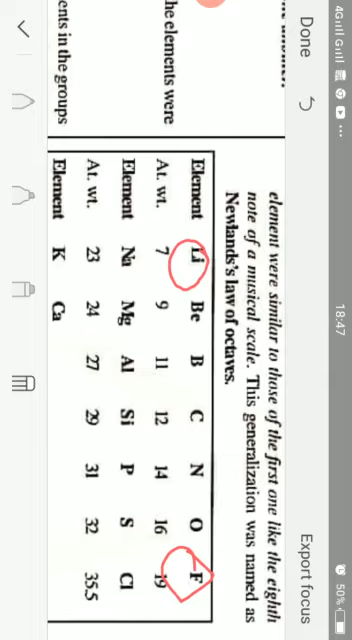 4G 4G
18:47
50%
Done
Export focus
he elements were
ents in the groups
element were similar to those of the first one like the eighth
note of a musical scale. This generalization was named as
Newlands's law of octaves.
Element Li Be B C N O F
At. wt. 7 9 11 12 14 16 19
Element Na Mg Al Si P S Cl
At. wt. 23 24 27 29 31 32 35.5
Element K Ca